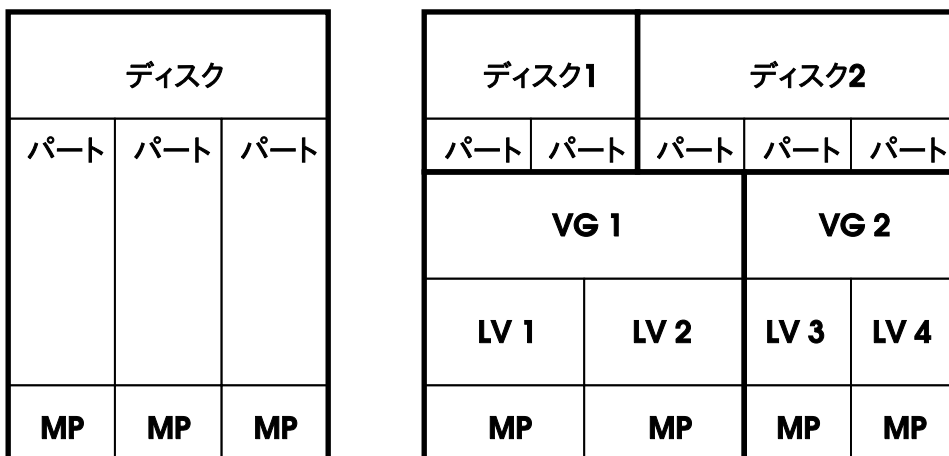 ディスク
パート パート パート
MP MP MP
ディスク1 ディスク2
パート パート パート パート パート
VG 1 VG 2
LV 1 LV 2 LV 3 LV 4
MP MP MP MP